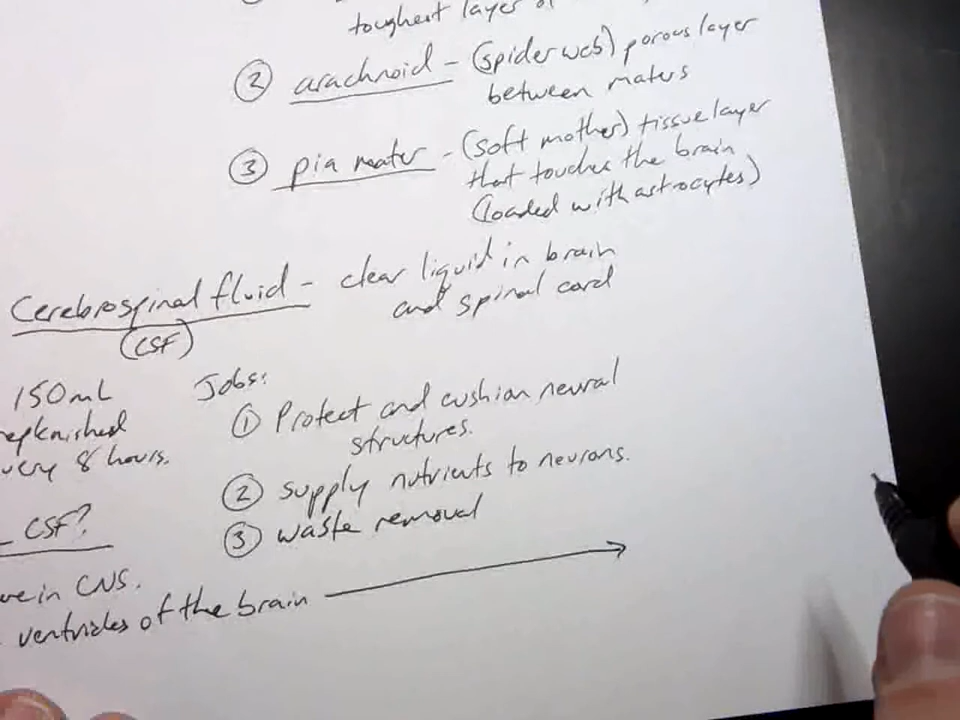 toughest layer of
② arachnoid - (spider web) porous layer
between maters
③ pia mater - (soft mother) tissue layer
that touches the brain
(loaded with astrocytes)
Cerebrospinal fluid - clear liquid in brain
and spinal cord
(CSF)
150mL
replenished
very 8 hours.
Jobs:
① Protect and cushion neural
structures.
② supply nutrients to neurons.
③ waste removal
CSF?
in CNS.
ventricles of the brain →